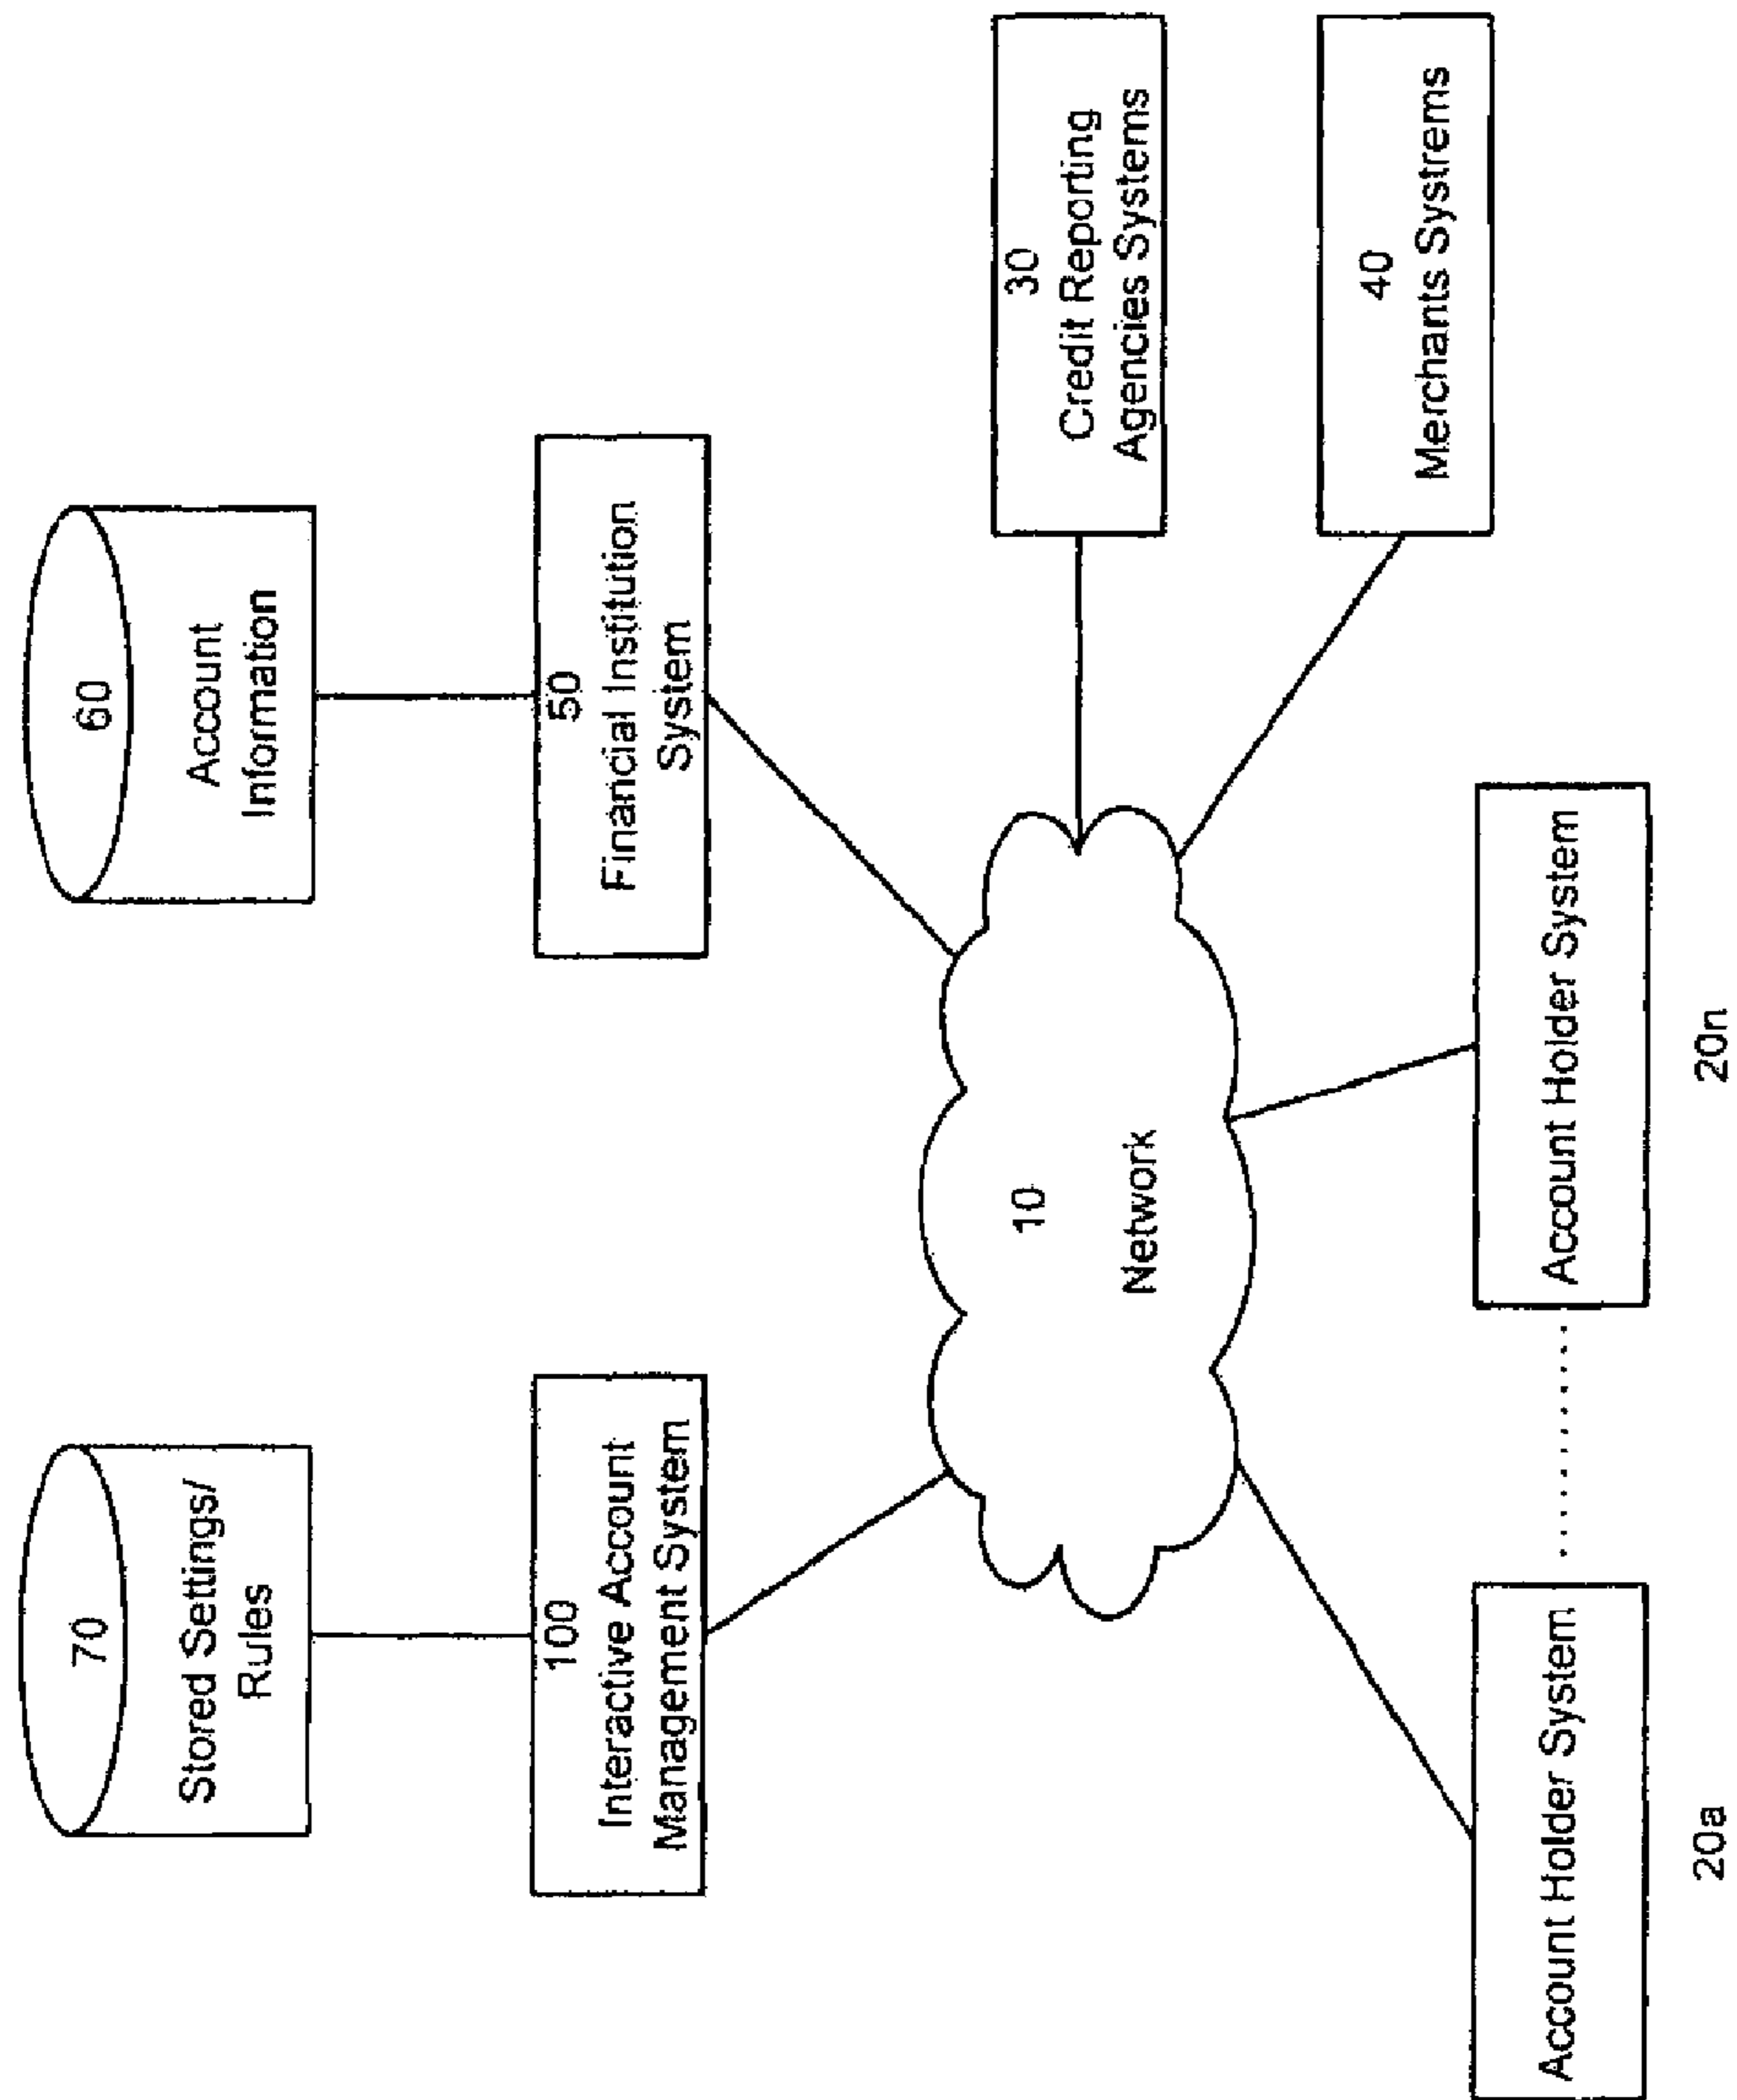 70
Stored Settings/
Rules
60
Account
Information
100
Interactive Account
Management System
50
Financial Institution
System
10
Network
30
Credit Reporting
Agencies Systems
40
Merchants Systrems
Account Holder System
20a
............
Account Holder System
20n